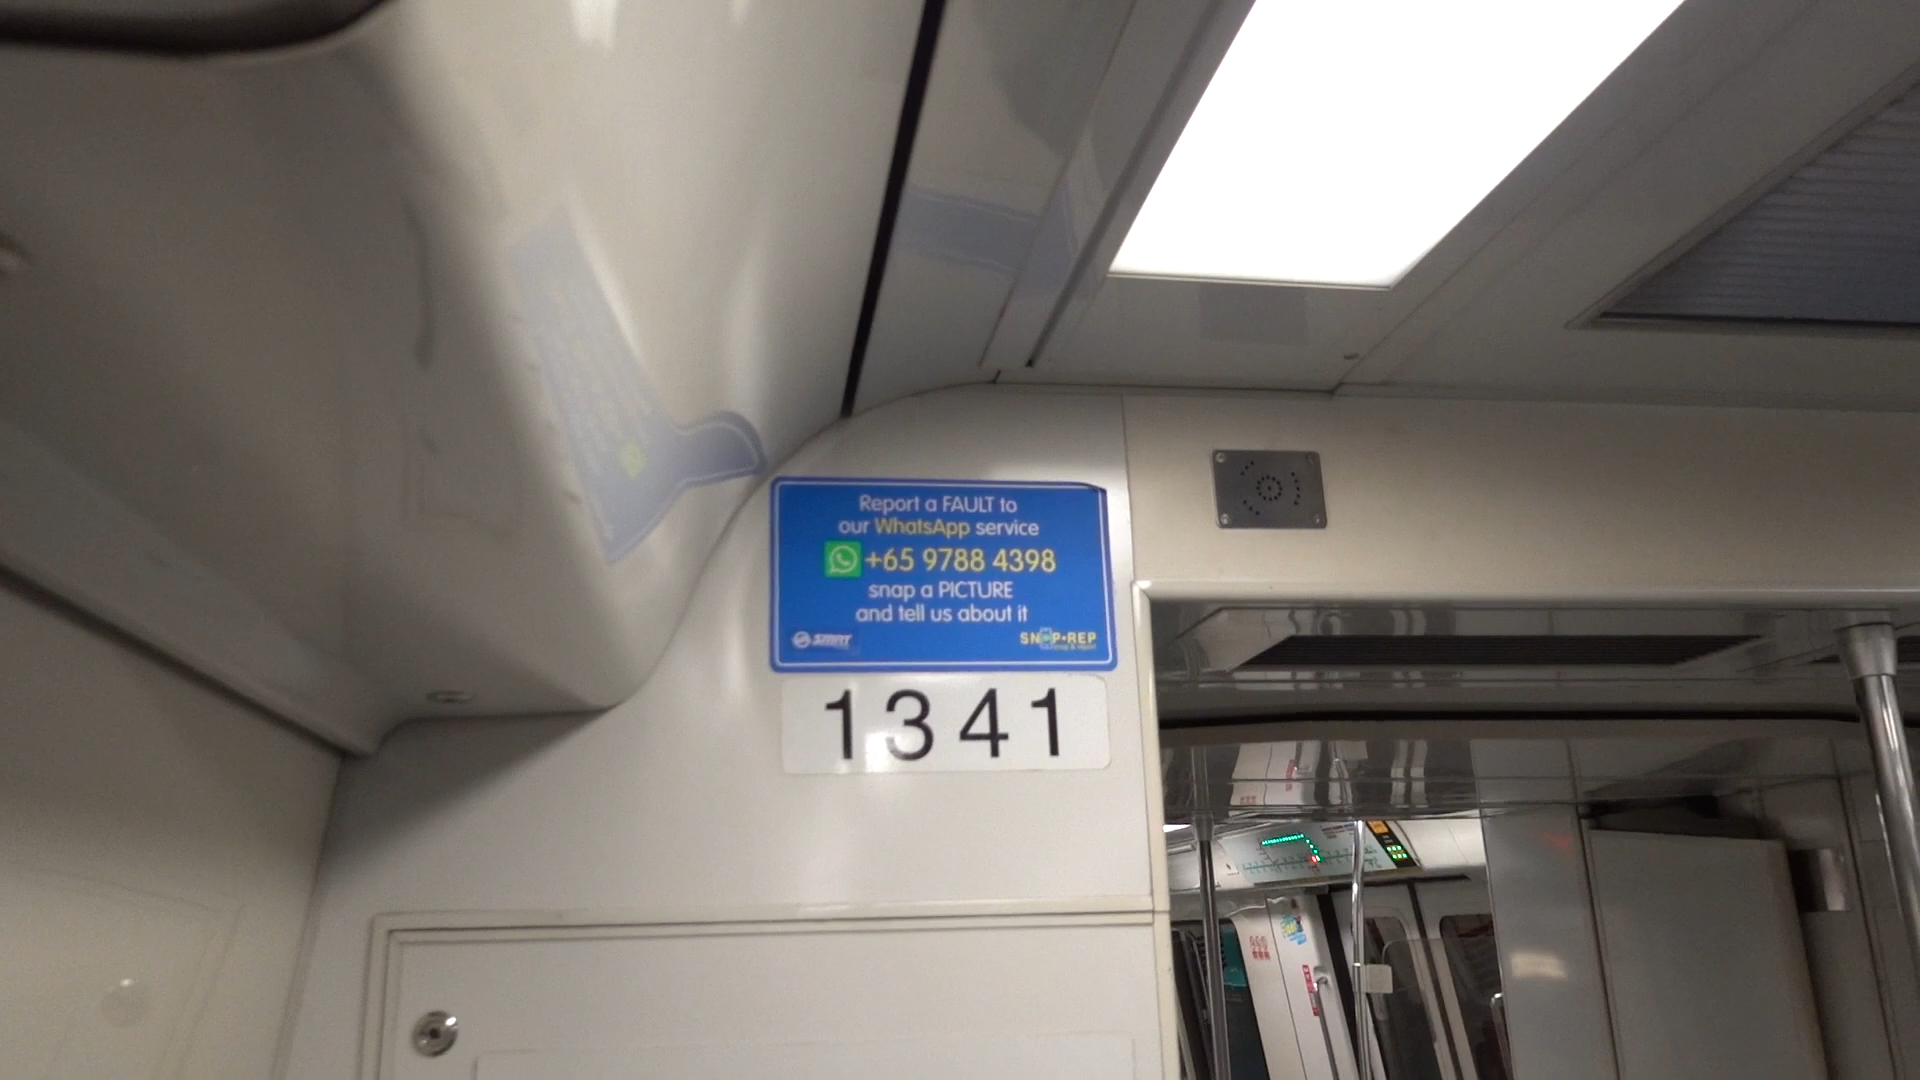 Report a FAULT to
our WhatsApp service
+65 9788 4398
snap a PICTURE
and tell us about it
SMRT
SNAP•REP
1341